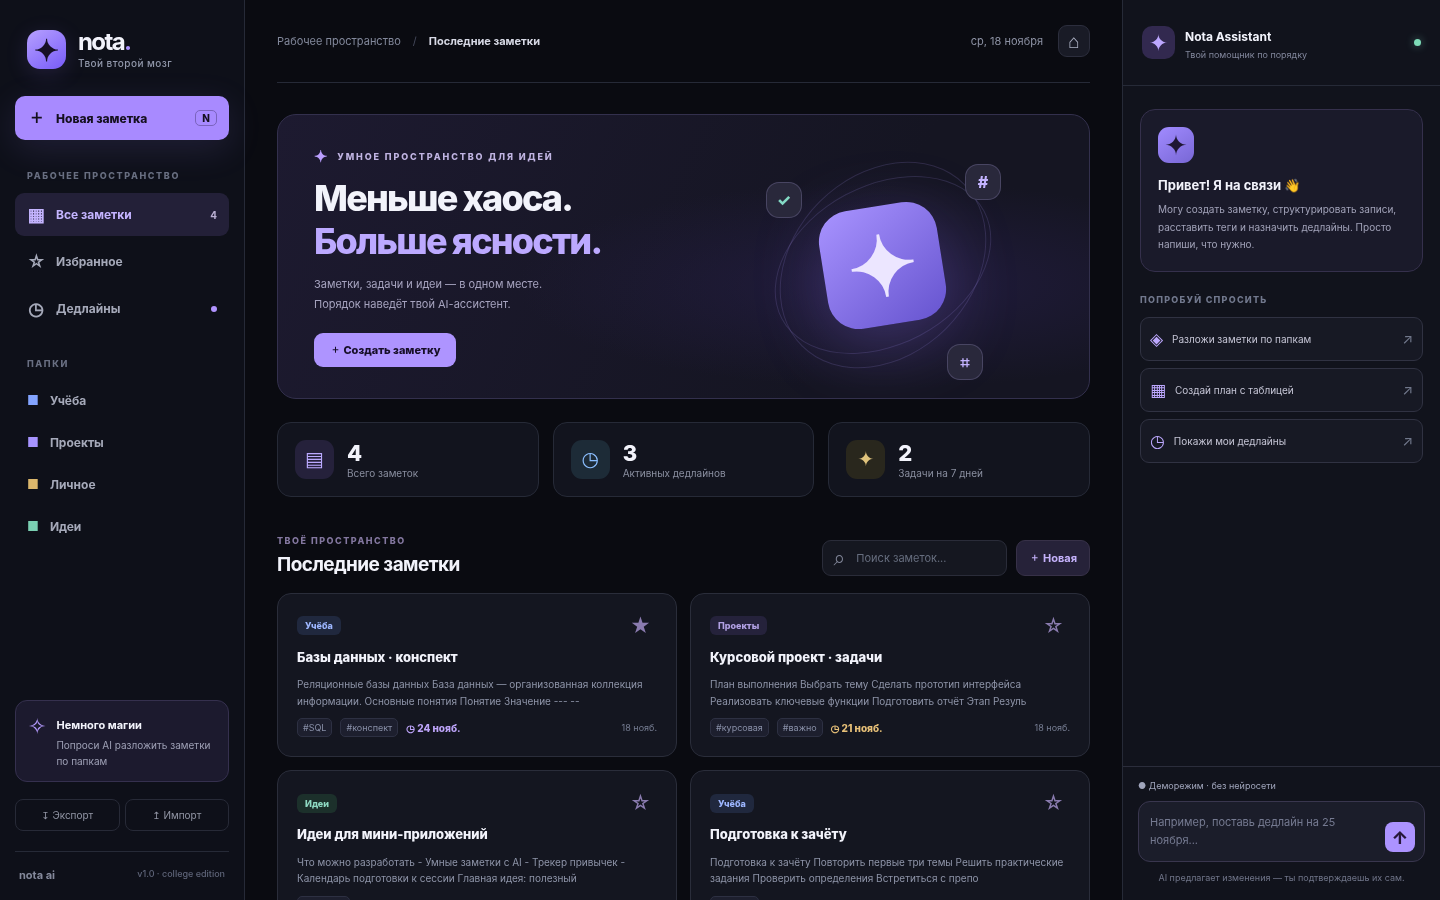 nota.
Твой второй мозг
+ Новая заметка N
РАБОЧЕЕ ПРОСТРАНСТВО
Все заметки 4
Избранное
Дедлайны
ПАПКИ
Учёба
Проекты
Личное
Идеи
Немного магии
Попроси AI разложить заметки
по папкам
↧ Экспорт
↥ Импорт
nota ai
v1.0 · college edition
Рабочее пространство / Последние заметки
ср, 18 ноября
УМНОЕ ПРОСТРАНСТВО ДЛЯ ИДЕЙ
Меньше хаоса.
Больше ясности.
Заметки, задачи и идеи — в одном месте.
Порядок наведёт твой AI-ассистент.
+ Создать заметку
✓
#
⌗
4
Всего заметок
3
Активных дедлайнов
2
Задачи на 7 дней
ТВОЁ ПРОСТРАНСТВО
Последние заметки
Поиск заметок...
+ Новая
Учёба
Базы данных · конспект
Реляционные базы данных База данных — организованная коллекция
информации. Основные понятия Понятие Значение --- --
#SQL #конспект 24 нояб. 18 нояб.
Проекты
Курсовой проект · задачи
План выполнения Выбрать тему Сделать прототип интерфейса
Реализовать ключевые функции Подготовить отчёт Этап Резуль
#курсовая #важно 21 нояб. 18 нояб.
Идеи
Идеи для мини-приложений
Что можно разработать - Умные заметки с AI - Трекер привычек -
Календарь подготовки к сессии Главная идея: полезный
Учёба
Подготовка к зачёту
Подготовка к зачёту Повторить первые три темы Решить практические
задания Проверить определения Встретиться с препо
Nota Assistant
Твой помощник по порядку
Привет! Я на связи 👋
Могу создать заметку, структурировать записи,
расставить теги и назначить дедлайны. Просто
напиши, что нужно.
ПОПРОБУЙ СПРОСИТЬ
Разложи заметки по папкам ↗
Создай план с таблицей ↗
Покажи мои дедлайны ↗
Деморежим · без нейросети
Например, поставь дедлайн на 25
ноября...
AI предлагает изменения — ты подтверждаешь их сам.